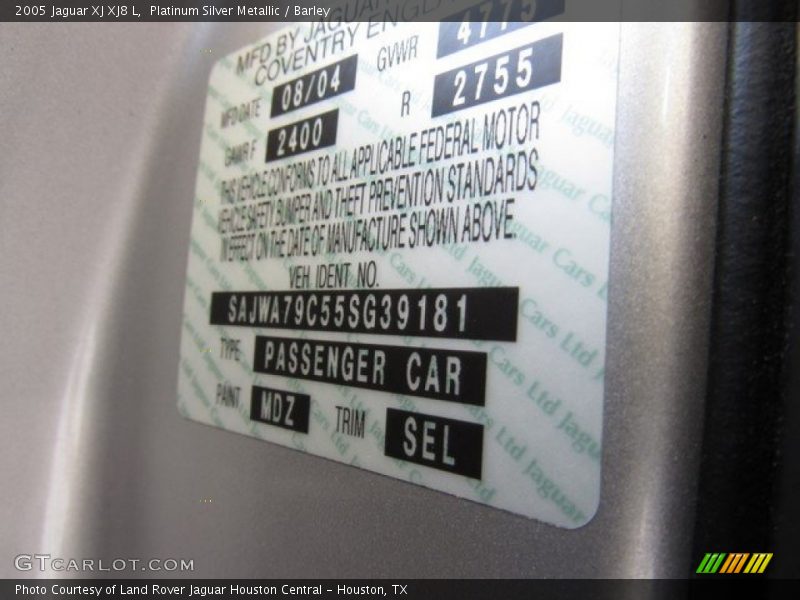 2005 Jaguar XJ XJ8 L,  Platinum Silver Metallic / Barley
MFD BY JAGUAR
COVENTRY ENG
GVWR 4775
MFD DATE 08/04
R 2755
GAWR F 2400
THIS VEHICLE CONFORMS TO ALL APPLICABLE FEDERAL MOTOR
VEHICLE SAFETY, BUMPER AND THEFT PREVENTION STANDARDS
IN EFFECT ON THE DATE OF MANUFACTURE SHOWN ABOVE.
VEH. IDENT. NO.
SAJWA79C55SG39181
TYPE PASSENGER CAR
PAINT MDZ TRIM SEL
GTCARLOT.COM
Photo Courtesy of Land Rover Jaguar Houston Central - Houston, TX